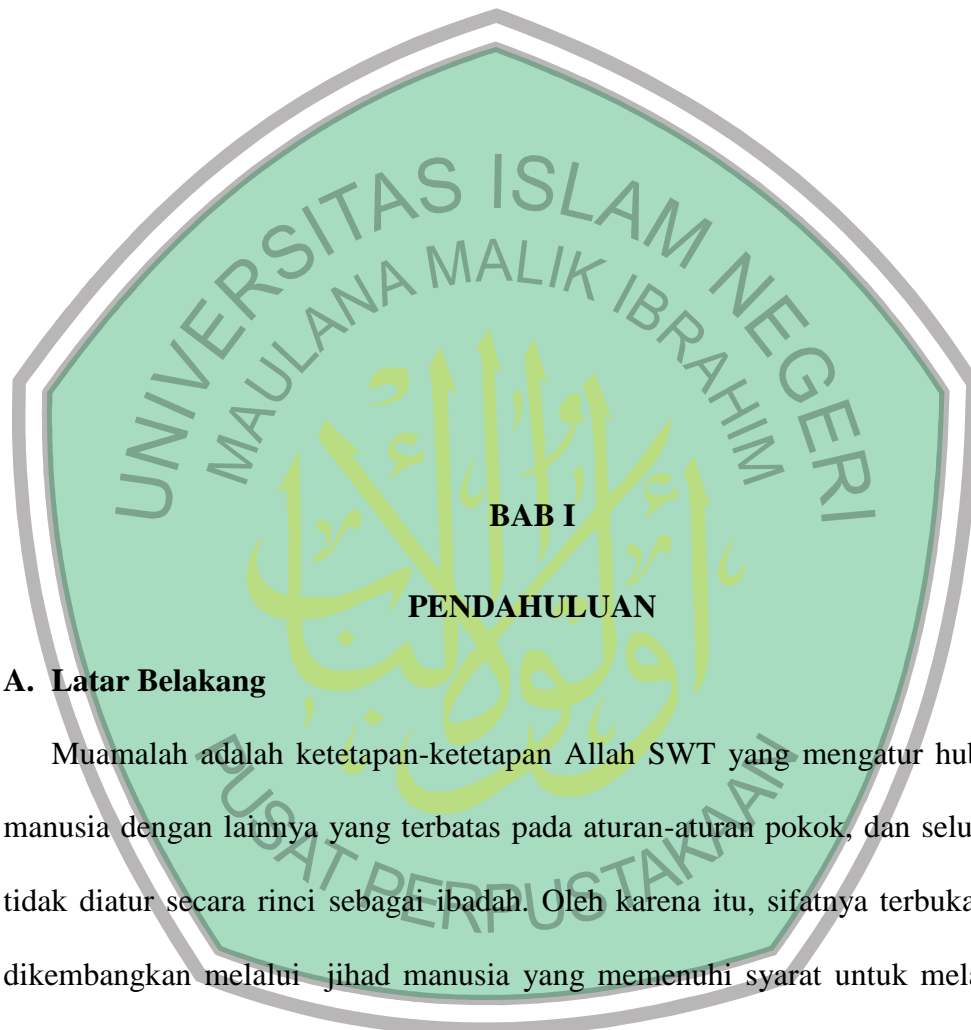 UNIVERSITAS ISLAM NEGERI
MAULANA MALIK IBRAHIM
BAB I
PENDAHULUAN
A. Latar Belakang
Muamalah adalah ketetapan-ketetapan Allah SWT yang mengatur
manusia dengan lainnya yang terbatas pada aturan-aturan pokok, dan
tidak diatur secara rinci sebagai ibadah. Oleh karena itu, sifatnya terbuka
dikembangkan melalui jihad manusia yang memenuhi syarat untuk
PUSAT PERPUSTAKAAN